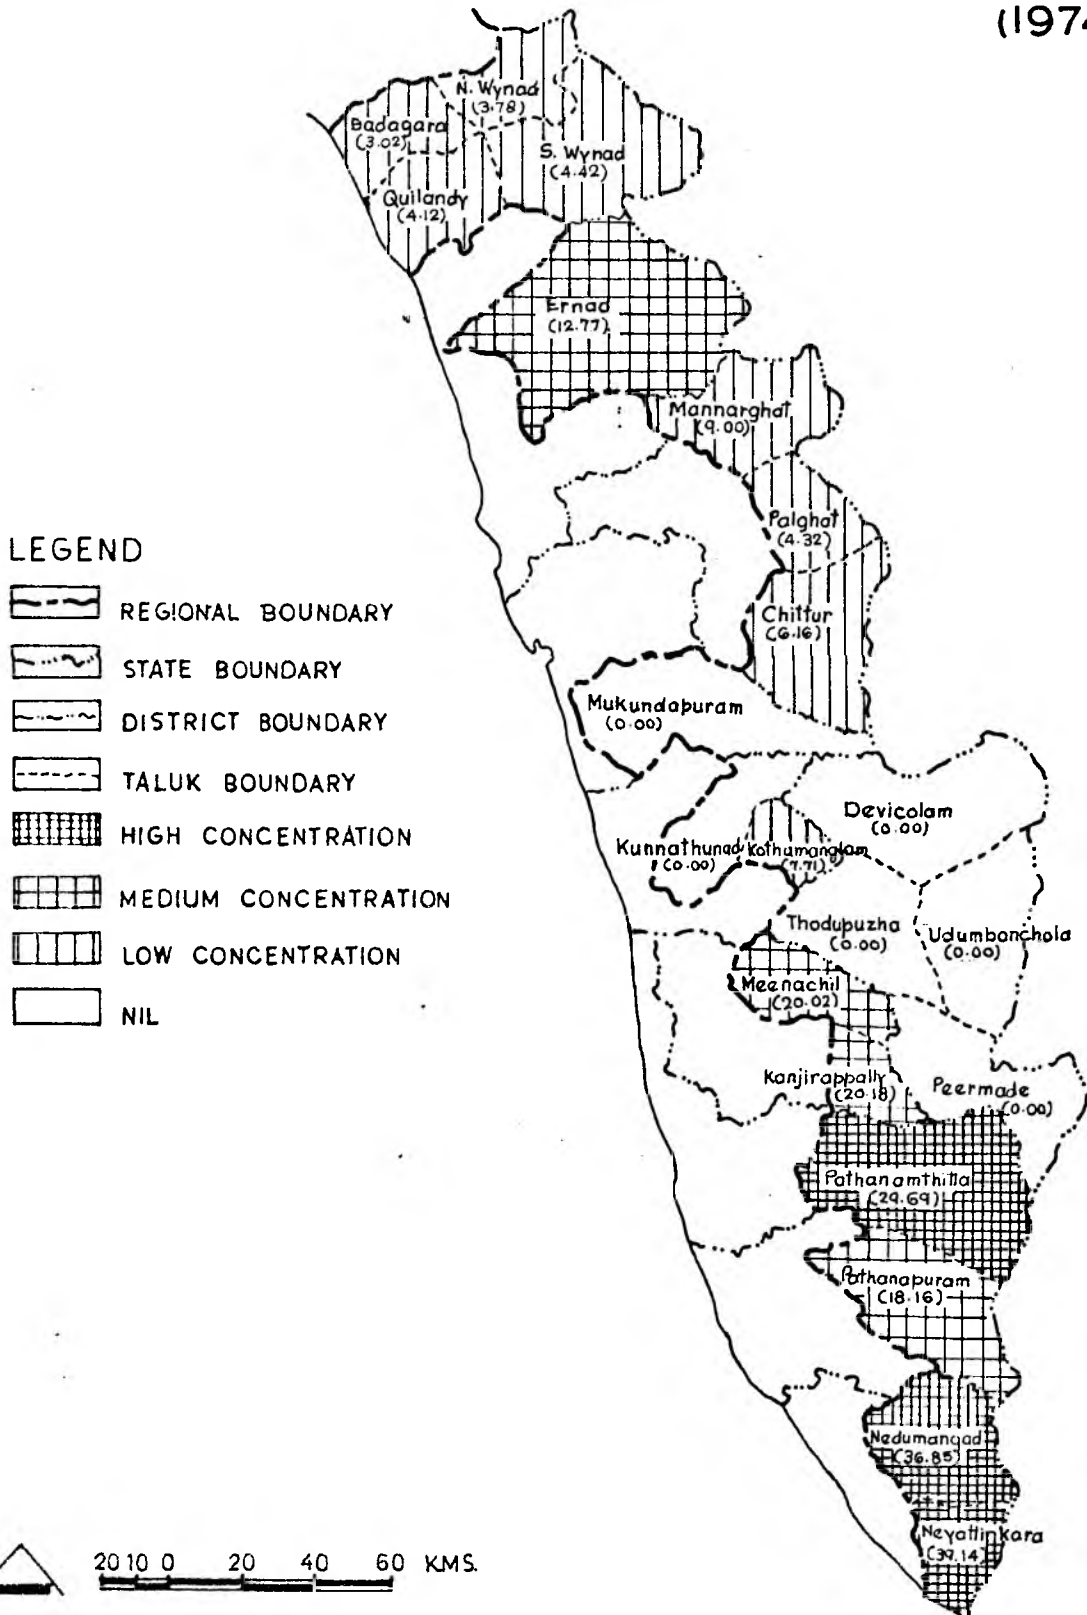 (1974
N. Wynad
(3.78)
Badagara
(3.02)
S. Wynad
(4.42)
Quilandy
(4.12)
Ernad
(12.77)
Mannarghat
(9.00)
Palghat
(4.32)
Chittur
(6.16)
Mukundapuram
(0.00)
Devicolam
(0.00)
Kunnathunad
(0.00)
Kothamanglam
(7.71)
Thodupuzha
(0.00)
Udumbanchola
(0.00)
Meenachil
(20.02)
Kanjirappally
(20.18)
Peermade
(0.00)
Pathanamthitta
(29.69)
Pathanapuram
(18.16)
Nedumangad
(36.85)
Neyattinkara
(39.14)
LEGEND
REGIONAL BOUNDARY
STATE BOUNDARY
DISTRICT BOUNDARY
TALUK BOUNDARY
HIGH CONCENTRATION
MEDIUM CONCENTRATION
LOW CONCENTRATION
NIL
20 10 0 20 40 60 KMS.